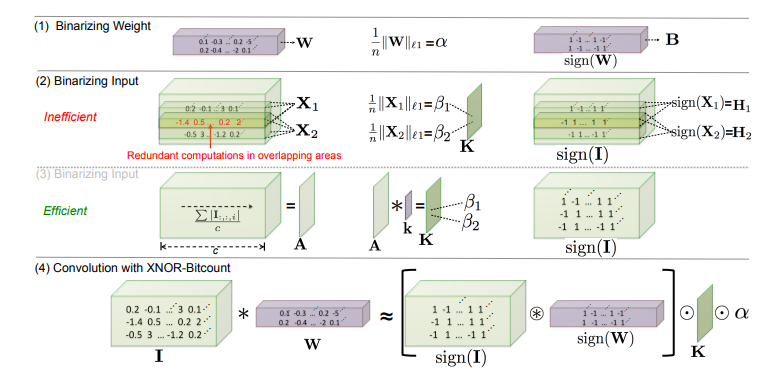 (1) Binarizing Weight
0.1 -0.3 ... 0.2 -5
0.2 -0.4 ... -2 0.1
W
1/n ‖W‖ℓ1 = α
1 -1 ... 1 -1
1 -1 ... -1 1
B
sign(W)
(2) Binarizing Input
Inefficient
0.2 -0.1 ... 3 0.1
-1.4 0.5 ... 0.2 2
-0.5 3 ... -1.2 0.2
X1
X2
Redundant computations in overlapping areas
1/n ‖X1‖ℓ1 = β1
1/n ‖X2‖ℓ1 = β2
K
1 -1 ... 1 1
-1 1 ... 1 1
-1 1 ... -1 1
sign(X1)=H1
sign(X2)=H2
sign(I)
(3) Binarizing Input
Efficient
∑ |I:,:,i| / c
c
=
A
A
*
k
=
K
β1
β2
1 -1 ... 1 1
-1 1 ... 1 1
-1 1 ... -1 1
sign(I)
(4) Convolution with XNOR-Bitcount
0.2 -0.1 ... 3 0.1
-1.4 0.5 ... 0.2 2
-0.5 3 ... -1.2 0.2
I
*
0.1 -0.3 ... 0.2 -5
0.2 -0.4 ... -2 0.1
W
≈
[
1 -1 ... 1 1
-1 1 ... 1 1
-1 1 ... -1 1
sign(I)
⊛
1 -1 ... 1 -1
1 -1 ... -1 1
sign(W)
]
⊙
K
⊙ α